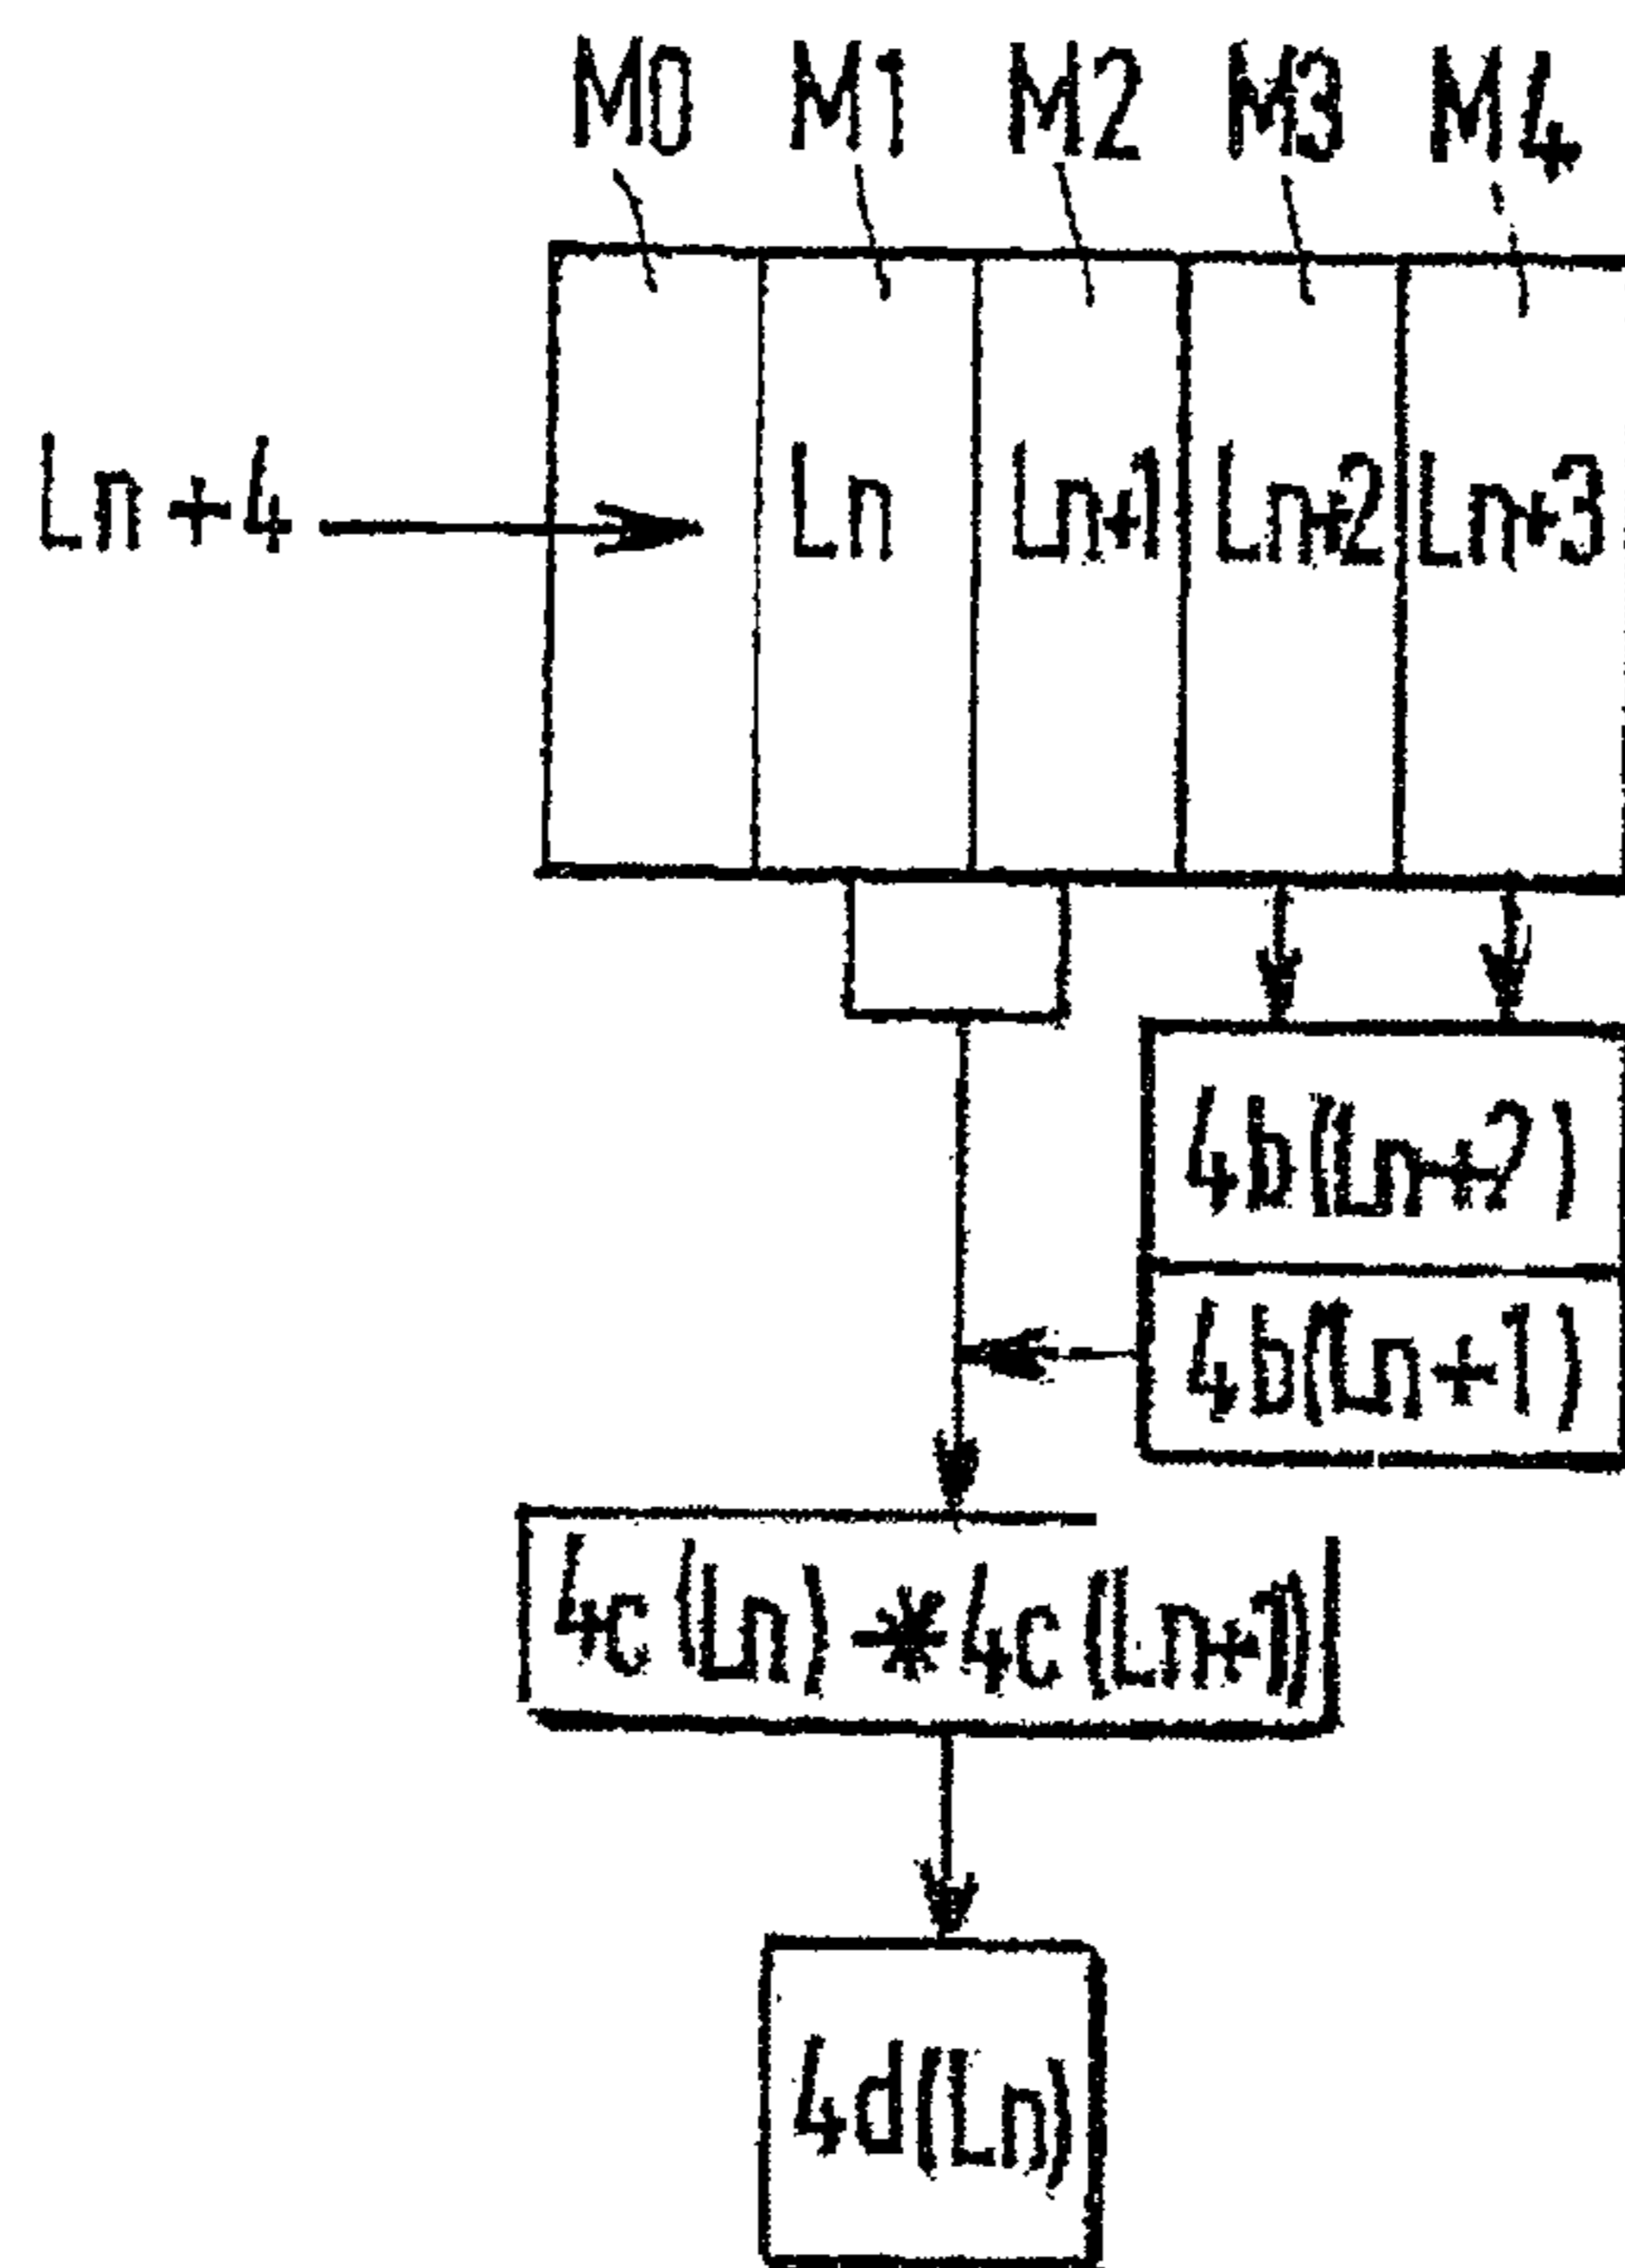 M0 M1 M2 M3 M4
Ln+4 Ln Ln+1 Ln+2 Ln+3
4b(Ln+2)
4b(Ln+1)
4c(Ln)*4c(Ln+1)
4d(Ln)